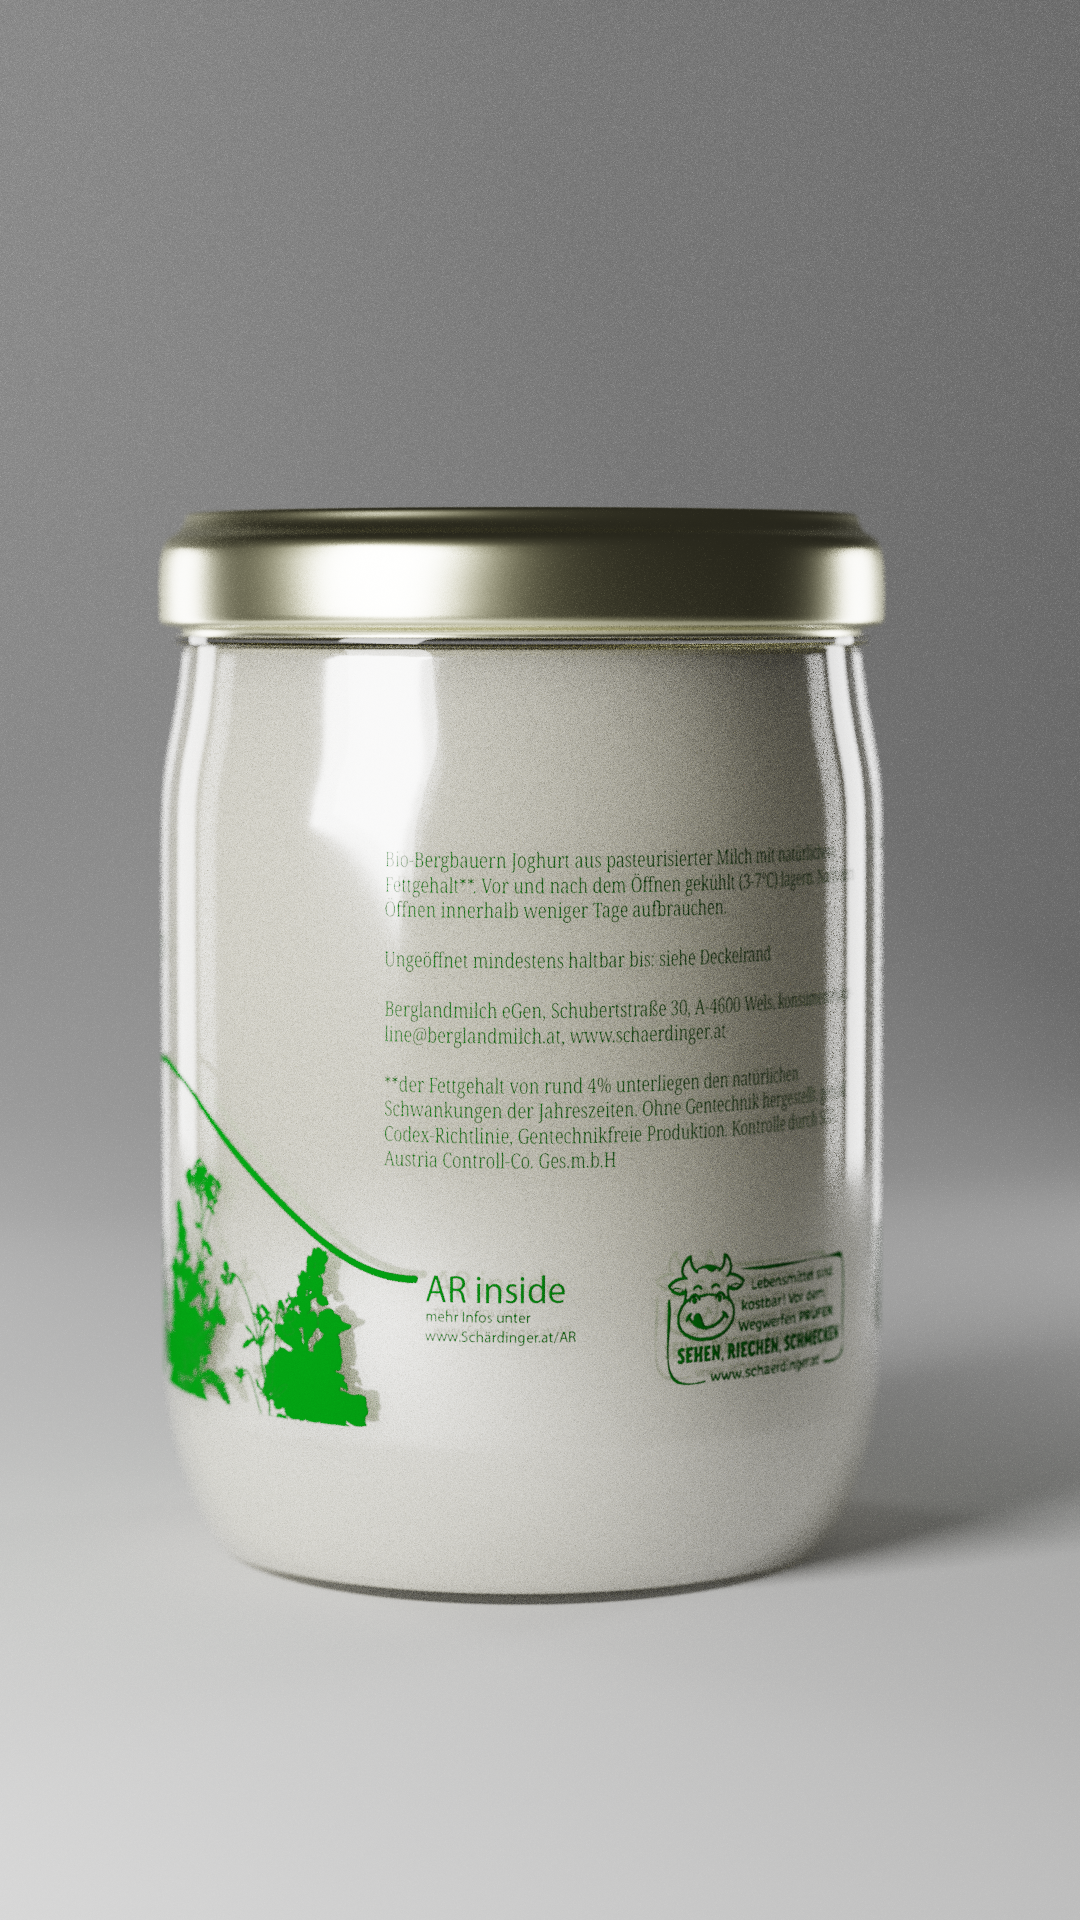 Bio-Bergbauern Joghurt aus pasteurisierter Milch mit
Fettgehalt**. Vor und nach dem Öffnen gekühlt (3-7°C) lagern.
Öffnen innerhalb weniger Tage aufbrauchen.
Ungeöffnet mindestens haltbar bis: siehe Deckelrand
Berglandmilch eGen, Schubertstraße 30, A-4600 Wels,
line@berglandmilch.at, www.schaerdinger.at
**der Fettgehalt von rund 4% unterliegen den natürlichen
Schwankungen der Jahreszeiten. Ohne Gentechnik hergestellt,
Codex-Richtlinie, Gentechnikfreie Produktion. Kontrolle durch
Austria Controll-Co. Ges.m.b.H
AR inside
mehr Infos unter
www.Schärdinger.at/AR
Lebensmittel sind
kostbar! Vor dem
Wegwerfen PRÜFEN
SEHEN, RIECHEN, SCHMECKEN
www.schaerdinger.at